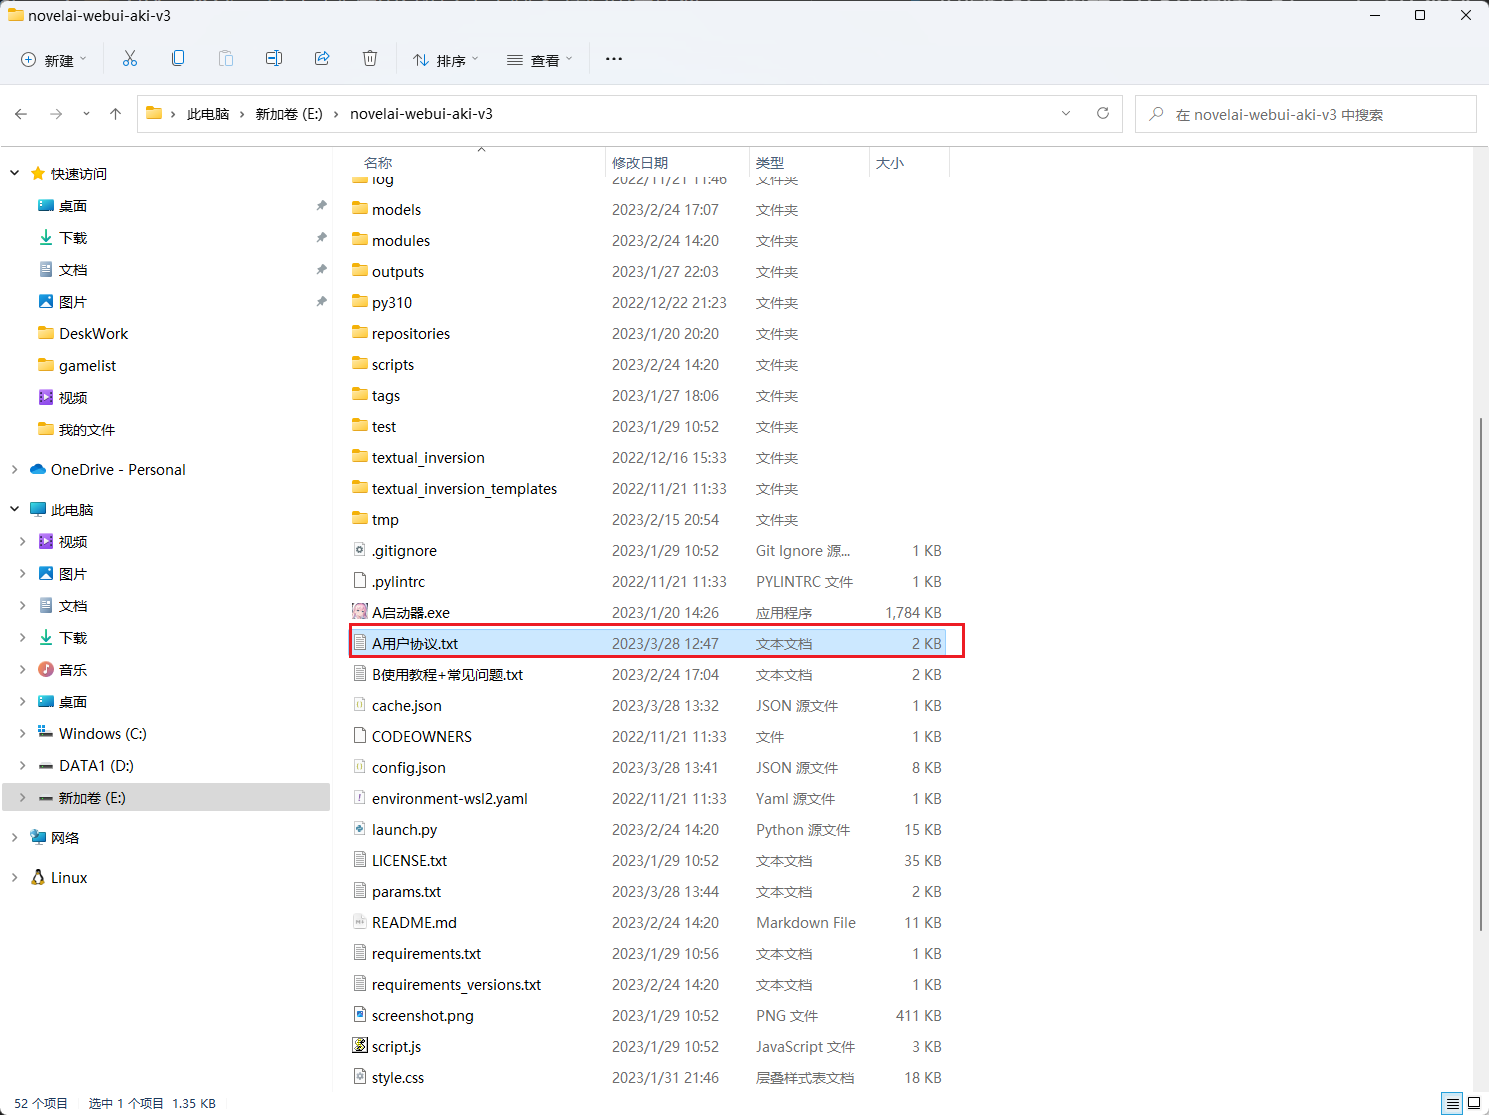 novelai-webui-aki-v3
新建 排序 查看
此电脑 新加卷 (E:) novelai-webui-aki-v3 在 novelai-webui-aki-v3 中搜索
快速访问
桌面
下载
文档
图片
DeskWork
gamelist
视频
我的文件
OneDrive - Personal
此电脑
视频
图片
文档
下载
音乐
桌面
Windows (C:)
DATA1 (D:)
新加卷 (E:)
网络
Linux
名称 修改日期 类型 大小
log 2022/11/21 11:46 文件夹
models 2023/2/24 17:07 文件夹
modules 2023/2/24 14:20 文件夹
outputs 2023/1/27 22:03 文件夹
py310 2022/12/22 21:23 文件夹
repositories 2023/1/20 20:20 文件夹
scripts 2023/2/24 14:20 文件夹
tags 2023/1/27 18:06 文件夹
test 2023/1/29 10:52 文件夹
textual_inversion 2022/12/16 15:33 文件夹
textual_inversion_templates 2022/11/21 11:33 文件夹
tmp 2023/2/15 20:54 文件夹
.gitignore 2023/1/29 10:52 Git Ignore 源... 1 KB
.pylintrc 2022/11/21 11:33 PYLINTRC 文件 1 KB
A启动器.exe 2023/1/20 14:26 应用程序 1,784 KB
A用户协议.txt 2023/3/28 12:47 文本文档 2 KB
B使用教程+常见问题.txt 2023/2/24 17:04 文本文档 2 KB
cache.json 2023/3/28 13:32 JSON 源文件 1 KB
CODEOWNERS 2022/11/21 11:33 文件 1 KB
config.json 2023/3/28 13:41 JSON 源文件 8 KB
environment-wsl2.yaml 2022/11/21 11:33 Yaml 源文件 1 KB
launch.py 2023/2/24 14:20 Python 源文件 15 KB
LICENSE.txt 2023/1/29 10:52 文本文档 35 KB
params.txt 2023/3/28 13:44 文本文档 2 KB
README.md 2023/2/24 14:20 Markdown File 11 KB
requirements.txt 2023/1/29 10:56 文本文档 1 KB
requirements_versions.txt 2023/2/24 14:20 文本文档 1 KB
screenshot.png 2023/1/29 10:52 PNG 文件 411 KB
script.js 2023/1/29 10:52 JavaScript 文件 3 KB
style.css 2023/1/31 21:46 层叠样式表文档 18 KB
52 个项目 选中 1 个项目 1.35 KB